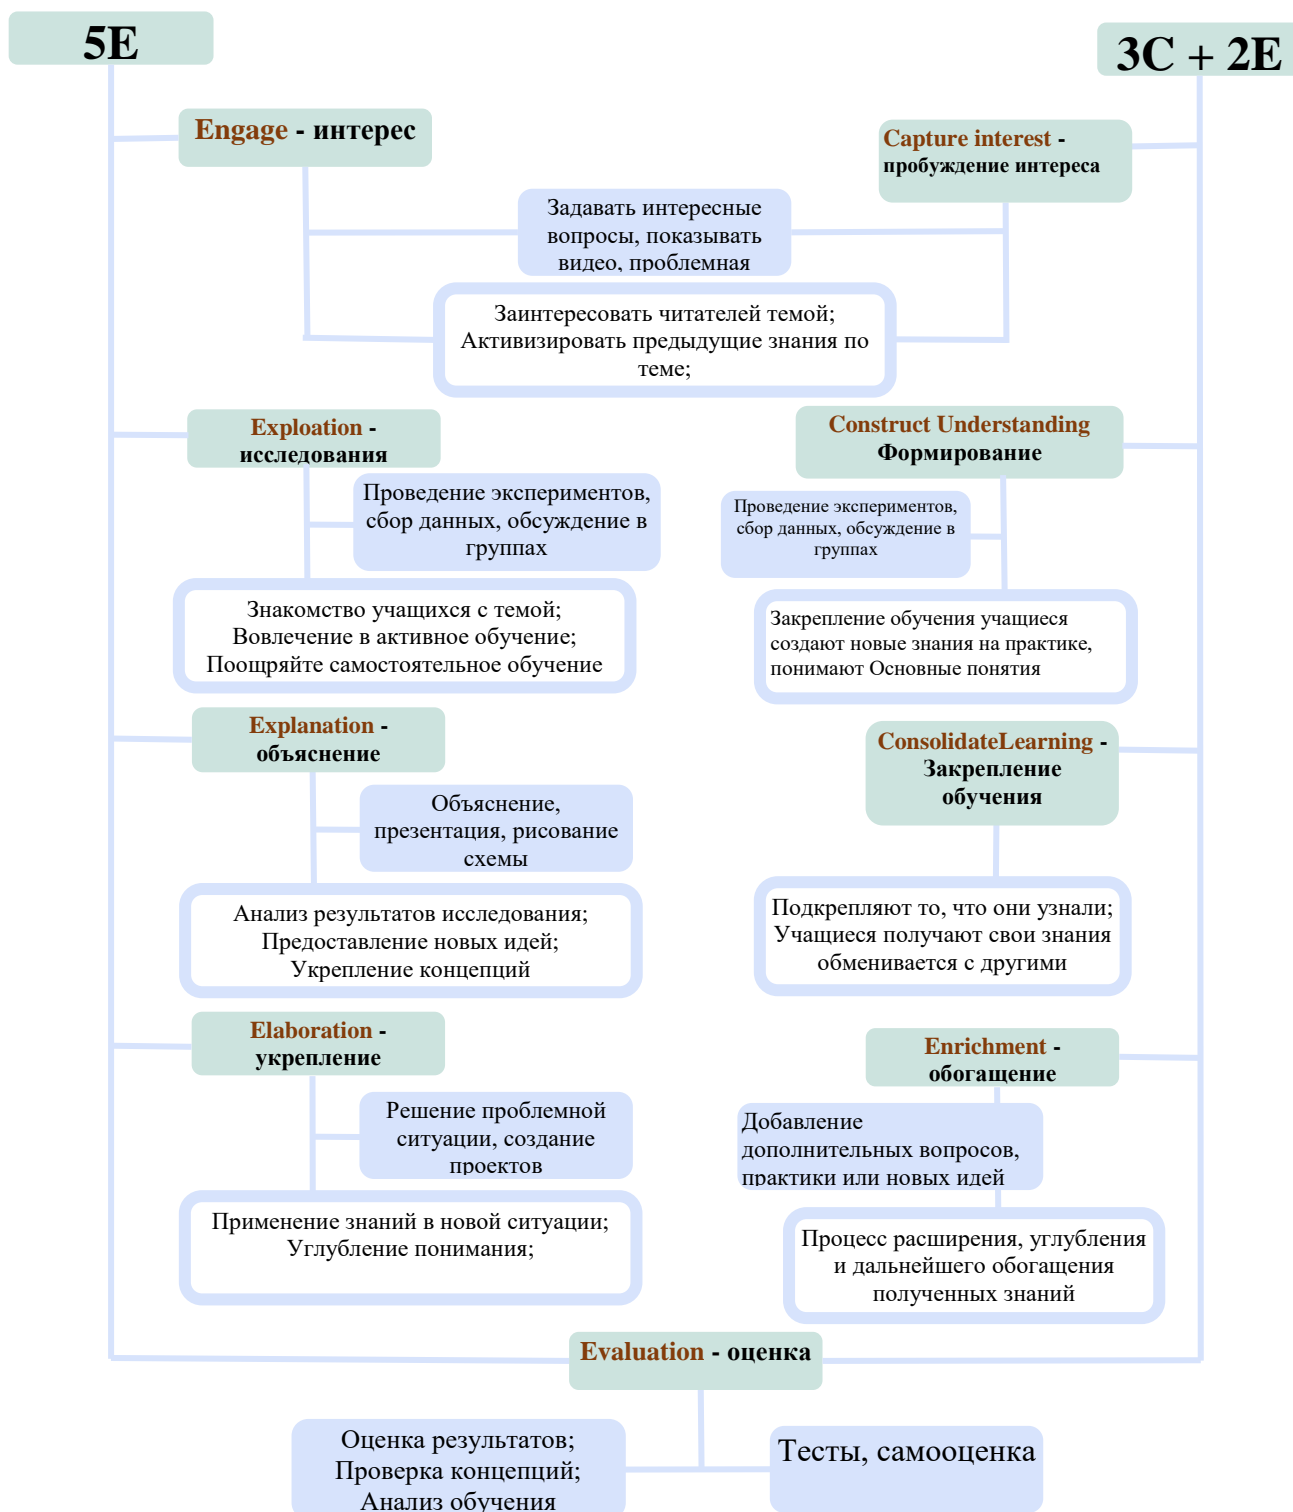 5E
3C + 2E
Engage - интерес
Capture interest -
пробуждение интереса
Задавать интересные
вопросы, показывать
видео, проблемная
Заинтересовать читателей темой;
Активизировать предыдущие знания по
теме;
Exploation -
исследования
Construct Understanding
Формирование
Проведение экспериментов,
сбор данных, обсуждение в
группах
Проведение экспериментов,
сбор данных, обсуждение в
группах
Знакомство учащихся с темой;
Вовлечение в активное обучение;
Поощряйте самостоятельное обучение
Закрепление обучения учащиеся
создают новые знания на практике,
понимают Основные понятия
Explanation -
объяснение
ConsolidateLearning -
Закрепление
обучения
Объяснение,
презентация, рисование
схемы
Анализ результатов исследования;
Предоставление новых идей;
Укрепление концепций
Подкрепляют то, что они узнали;
Учащиеся получают свои знания
обменивается с другими
Elaboration -
укрепление
Enrichment -
обогащение
Решение проблемной
ситуации, создание
проектов
Добавление
дополнительных вопросов,
практики или новых идей
Применение знаний в новой ситуации;
Углубление понимания;
Процесс расширения, углубления
и дальнейшего обогащения
полученных знаний
Evaluation - оценка
Оценка результатов;
Проверка концепций;
Анализ обучения
Тесты, самооценка